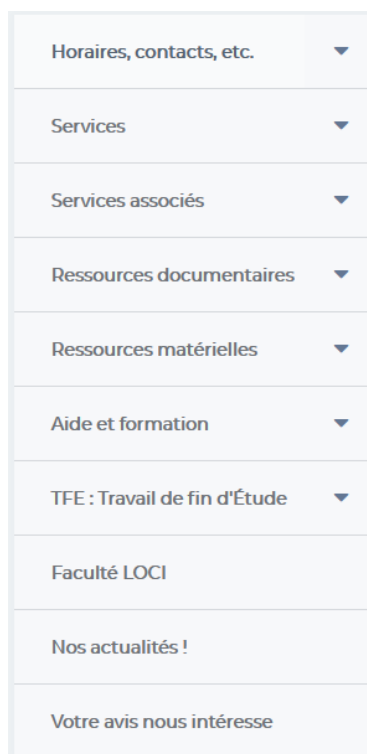 Horaires, contacts, etc.
Services
Services associés
Ressources documentaires
Ressources matérielles
Aide et formation
TFE : Travail de fin d'Étude
Faculté LOCI
Nos actualités !
Votre avis nous intéresse